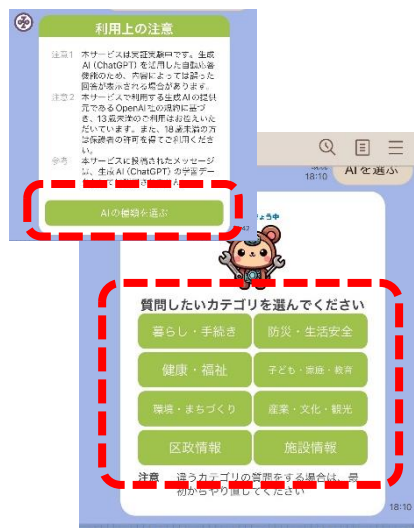 利用上の注意
注意1 本サービスは実証実験中です。生成
AI (ChatGPT) を活用した自動応答
機能のため、内容によっては誤った
回答が表示される場合があります。
注意2 本サービスで利用する生成AIの提供
元であるOpenAI社の規約に基づ
き、13歳未満のご利用はお控えいた
だいています。また、18歳未満の方
は保護者の許可を得てご利用くださ
い。
参考 本サービスに投稿されたメッセージ
は、生成AI (ChatGPT) の学習デー
AIの種類を選ぶ
18:10
AIを選ぶ
質問したいカテゴリを選んでください
暮らし・手続き 防災・生活安全
健康・福祉 子ども・家庭・教育
環境・まちづくり 産業・文化・観光
区政情報 施設情報
注意 違うカテゴリの質問をする場合は、最
初からやり直してください
18:10